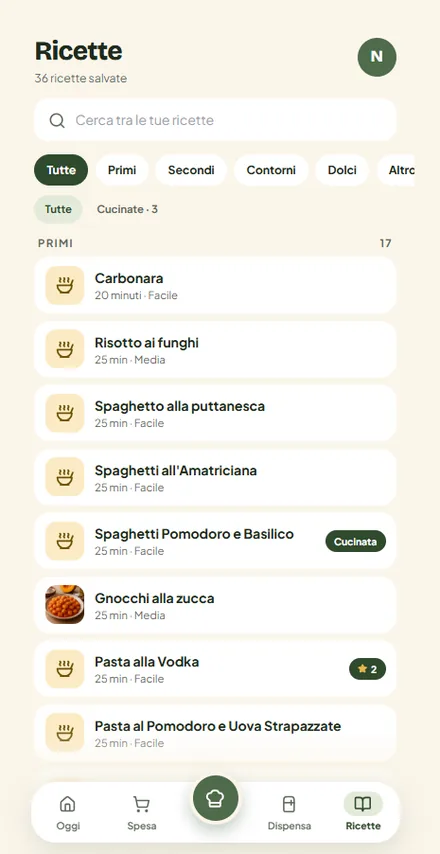 Ricette
N
36 ricette salvate
Cerca tra le tue ricette
Tutte Primi Secondi Contorni Dolci Altro
Tutte Cucinate · 3
PRIMI 17
Carbonara
20 minuti · Facile
Risotto ai funghi
25 min · Media
Spaghetto alla puttanesca
25 min · Facile
Spaghetti all'Amatriciana
25 min · Facile
Spaghetti Pomodoro e Basilico
25 min · Facile
Cucinata
Gnocchi alla zucca
25 min · Media
Pasta alla Vodka
25 min · Facile
2
Pasta al Pomodoro e Uova Strapazzate
25 min · Facile
Oggi Spesa Dispensa Ricette